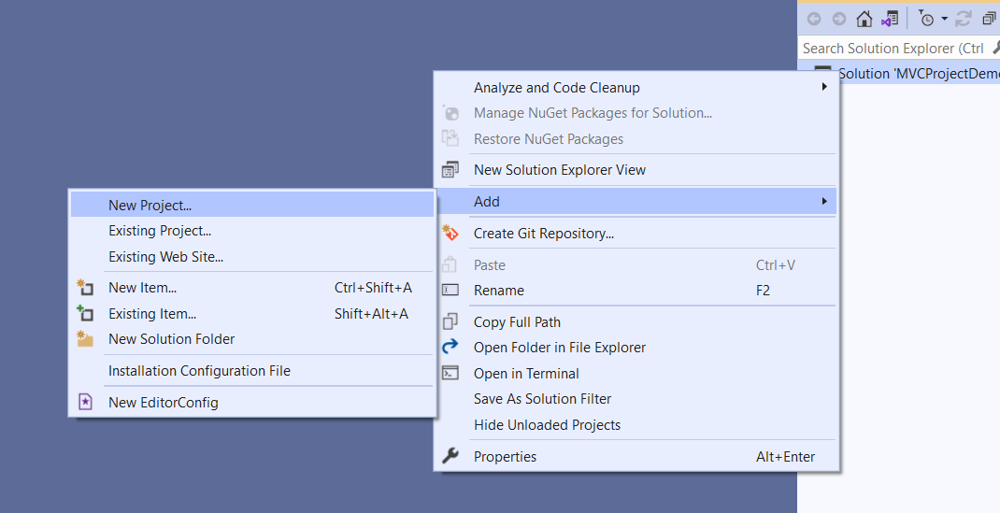 Search Solution Explorer (Ctrl
Solution 'MVCProjectDem
Analyze and Code Cleanup
Manage NuGet Packages for Solution...
Restore NuGet Packages
New Solution Explorer View
Add
Create Git Repository...
Paste Ctrl+V
Rename F2
Copy Full Path
Open Folder in File Explorer
Open in Terminal
Save As Solution Filter
Hide Unloaded Projects
Properties Alt+Enter
New Project...
Existing Project...
Existing Web Site...
New Item... Ctrl+Shift+A
Existing Item... Shift+Alt+A
New Solution Folder
Installation Configuration File
New EditorConfig